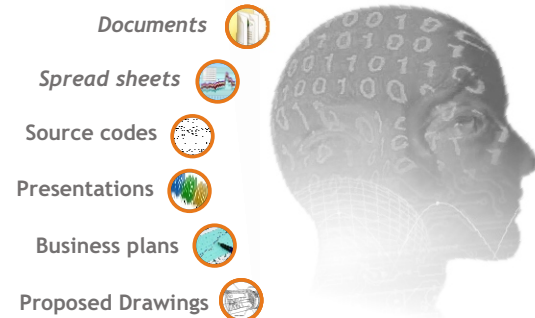 Documents
Spread sheets
Source codes
Presentations
Business plans
Proposed Drawings